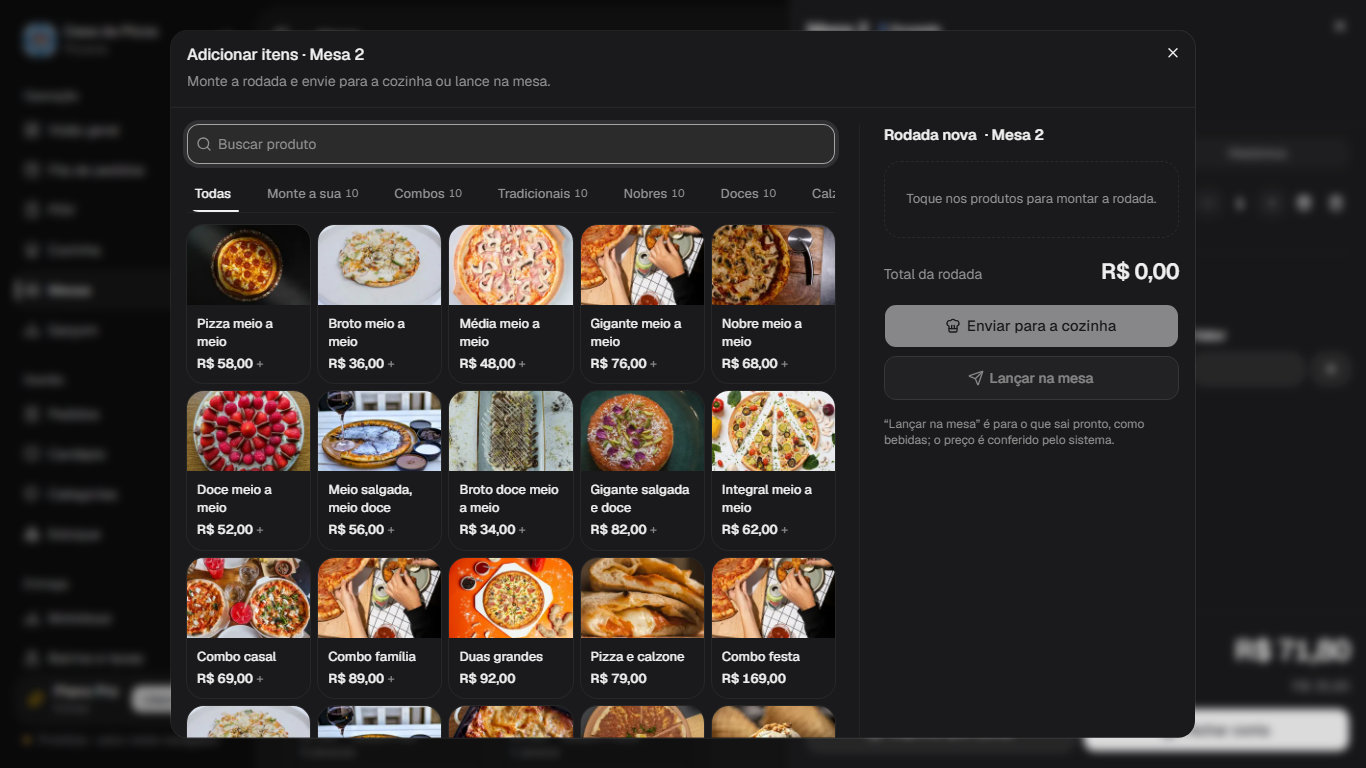 Adicionar itens · Mesa 2
Monte a rodada e envie para a cozinha ou lance na mesa.
Buscar produto
Todas
Monte a sua 10
Combos 10
Tradicionais 10
Nobres 10
Doces 10
Pizza meio a
meio
R$ 58,00 +
Broto meio a
meio
R$ 36,00 +
Média meio a
meio
R$ 48,00 +
Gigante meio a
meio
R$ 76,00 +
Nobre meio a
meio
R$ 68,00 +
Doce meio a
meio
R$ 52,00 +
Meio salgada,
meio doce
R$ 56,00 +
Broto doce meio
a meio
R$ 34,00 +
Gigante salgada
e doce
R$ 82,00 +
Integral meio a
meio
R$ 62,00 +
Combo casal
R$ 69,00 +
Combo família
R$ 89,00 +
Duas grandes
R$ 92,00
Pizza e calzone
R$ 79,00
Combo festa
R$ 169,00
Rodada nova · Mesa 2
Toque nos produtos para montar a rodada.
Total da rodada
R$ 0,00
Enviar para a cozinha
Lançar na mesa
“Lançar na mesa” é para o que sai pronto, como
bebidas; o preço é conferido pelo sistema.
R$ 71,80